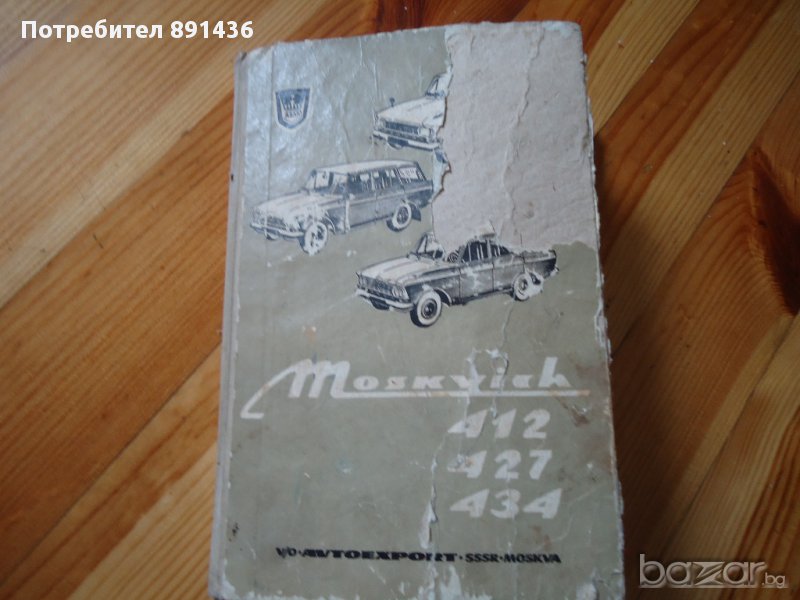 Потребител 891436
Moskvich
412
427
434
V/O·AVTOEXPORT·SSSR·MOSKVA
bazar.bg